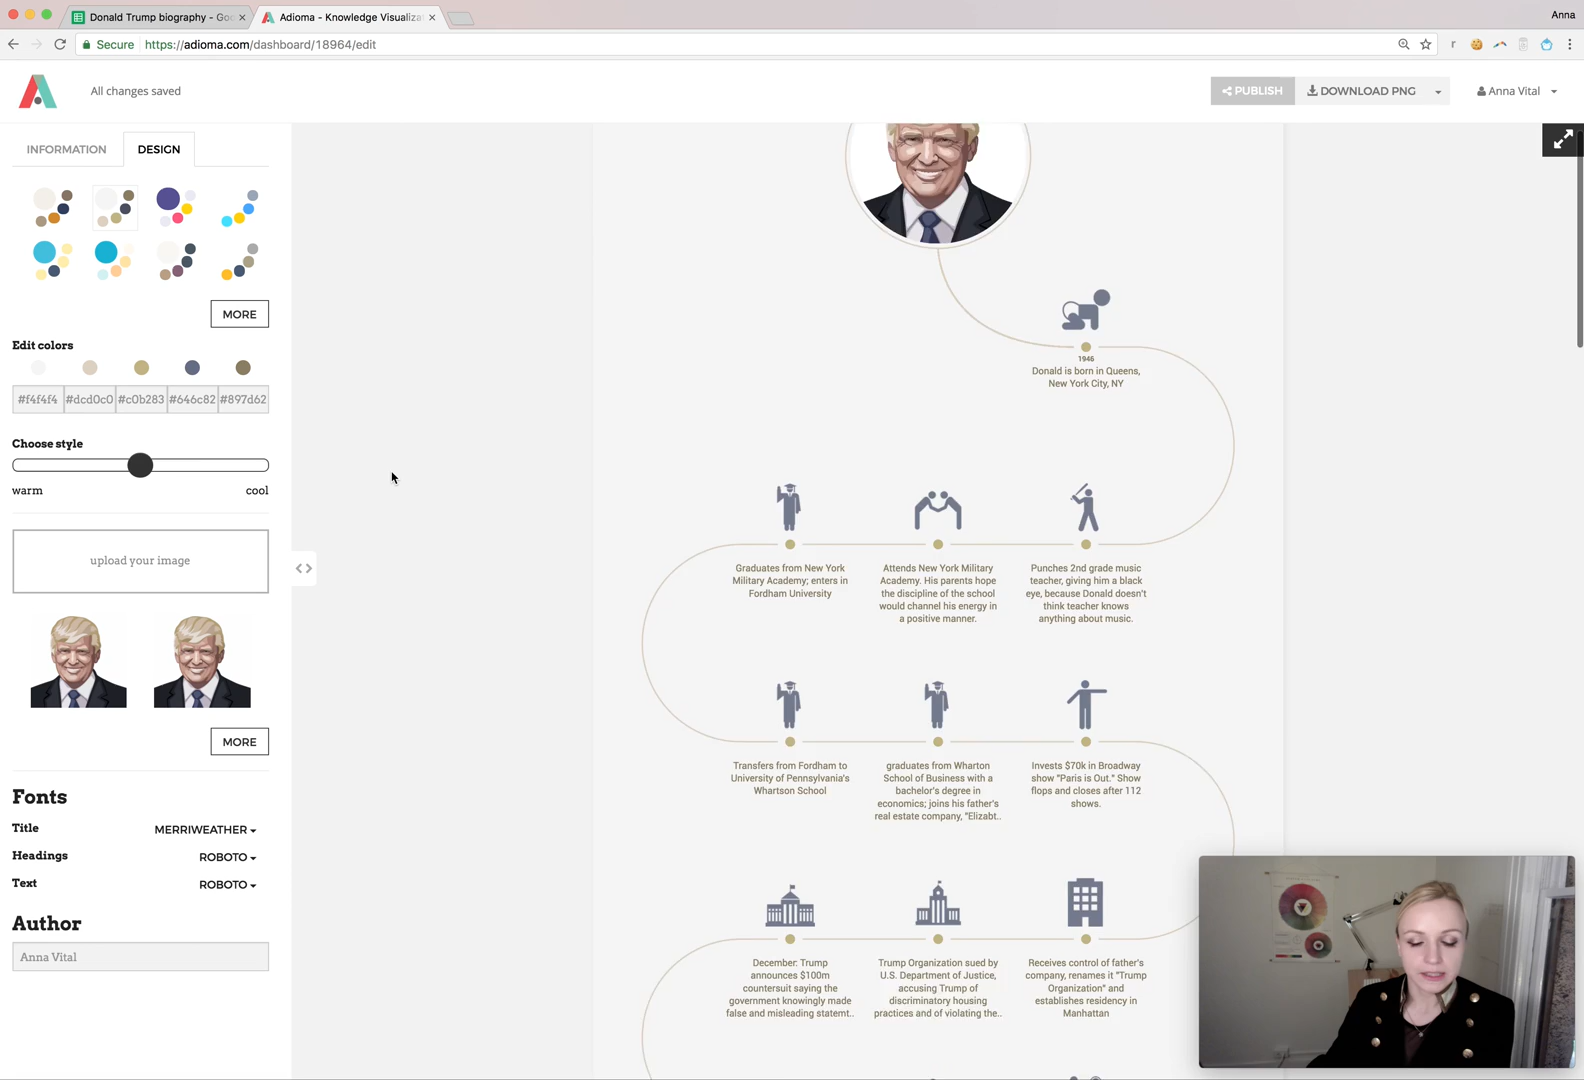 Donald Trump biography - Goo
Adioma - Knowledge Visualiza
Anna
Secure
https://adioma.com/dashboard/18964/edit
All changes saved
PUBLISH
DOWNLOAD PNG
Anna Vital
INFORMATION
DESIGN
MORE
Edit colors
#f4f4f4
#dcd0c0
#c0b283
#646c82
#897d62
Choose style
warm
cool
upload your image
MORE
Fonts
Title
MERRIWEATHER
Headings
ROBOTO
Text
ROBOTO
Author
Anna Vital
1946
Donald is born in Queens,
New York City, NY
Graduates from New York
Military Academy; enters in
Fordham University
Attends New York Military
Academy. His parents hope
the discipline of the school
would channel his energy in
a positive manner.
Punches 2nd grade music
teacher, giving him a black
eye, because Donald doesn't
think teacher knows
anything about music.
Transfers from Fordham to
University of Pennsylvania's
Whartson School
graduates from Wharton
School of Business with a
bachelor's degree in
economics; joins his father's
real estate company, "Elizabt..
Invests $70k in Broadway
show "Paris is Out." Show
flops and closes after 112
shows.
December: Trump
announces $100m
countersuit saying the
government knowingly made
false and misleading statemt..
Trump Organization sued by
U.S. Department of Justice,
accusing Trump of
discriminatory housing
practices and of violating the..
Receives control of father's
company, renames it "Trump
Organization" and
establishes residency in
Manhattan